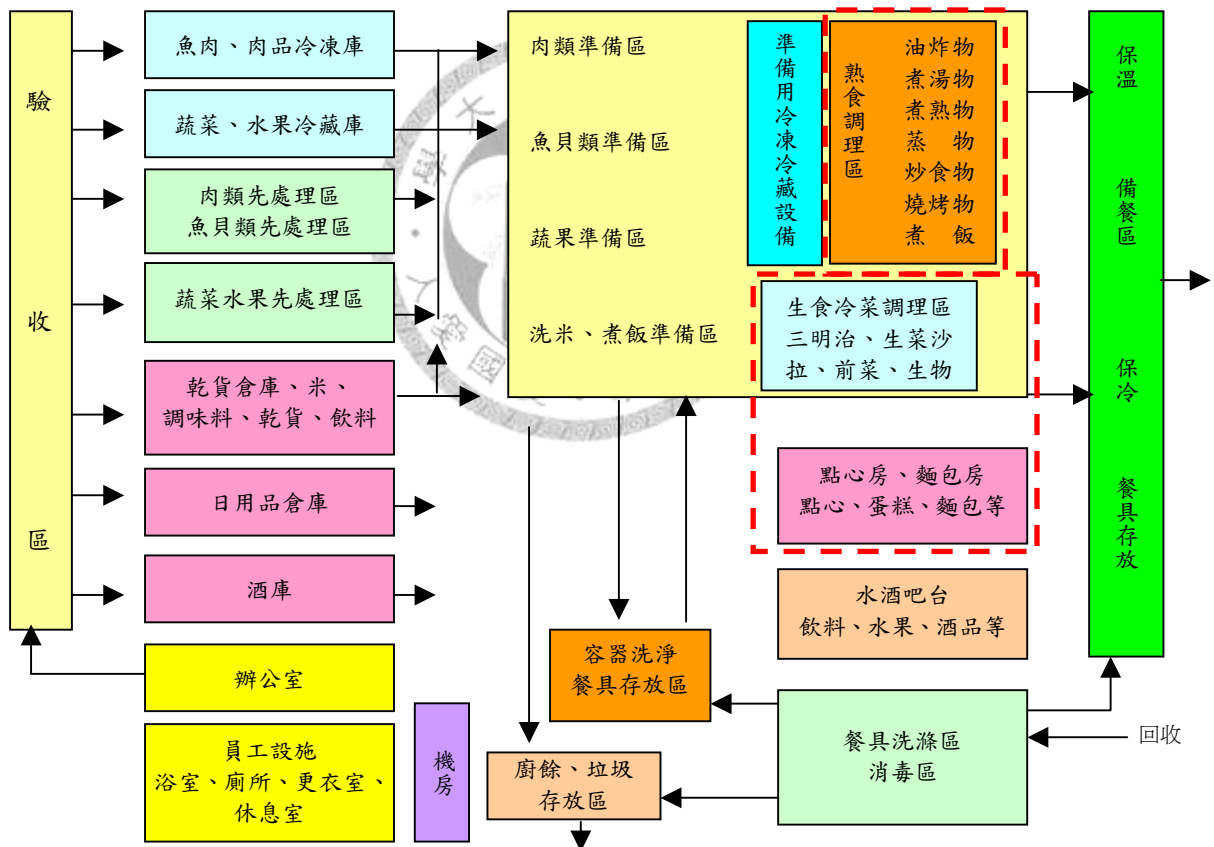 驗收區
魚肉、肉品冷凍庫
蔬菜、水果冷藏庫
肉類先處理區
魚貝類先處理區
蔬菜水果先處理區
乾貨倉庫、米、
調味料、乾貨、飲料
日用品倉庫
酒庫
辦公室
員工設施
浴室、廁所、更衣室、
休息室
機房
肉類準備區
魚貝類準備區
蔬果準備區
洗米、煮飯準備區
準備用冷凍冷藏設備
熟食調理區
油炸物
煮湯物
煮熟物
蒸 物
炒食物
燒烤物
煮 飯
生食冷菜調理區
三明治、生菜沙
拉、前菜、生物
點心房、麵包房
點心、蛋糕、麵包等
水酒吧台
飲料、水果、酒品等
容器洗淨
餐具存放區
廚餘、垃圾
存放區
餐具洗滌區
消毒區
保溫 備餐區 保冷 餐具存放
回收
大
學